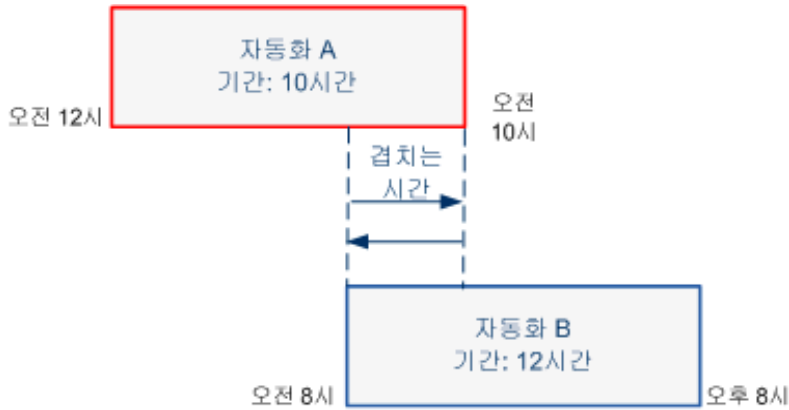 자동화 A
기간: 10시간
오전 12시
오전
10시
겹치는
시간
자동화 B
기간: 12시간
오전 8시
오후 8시